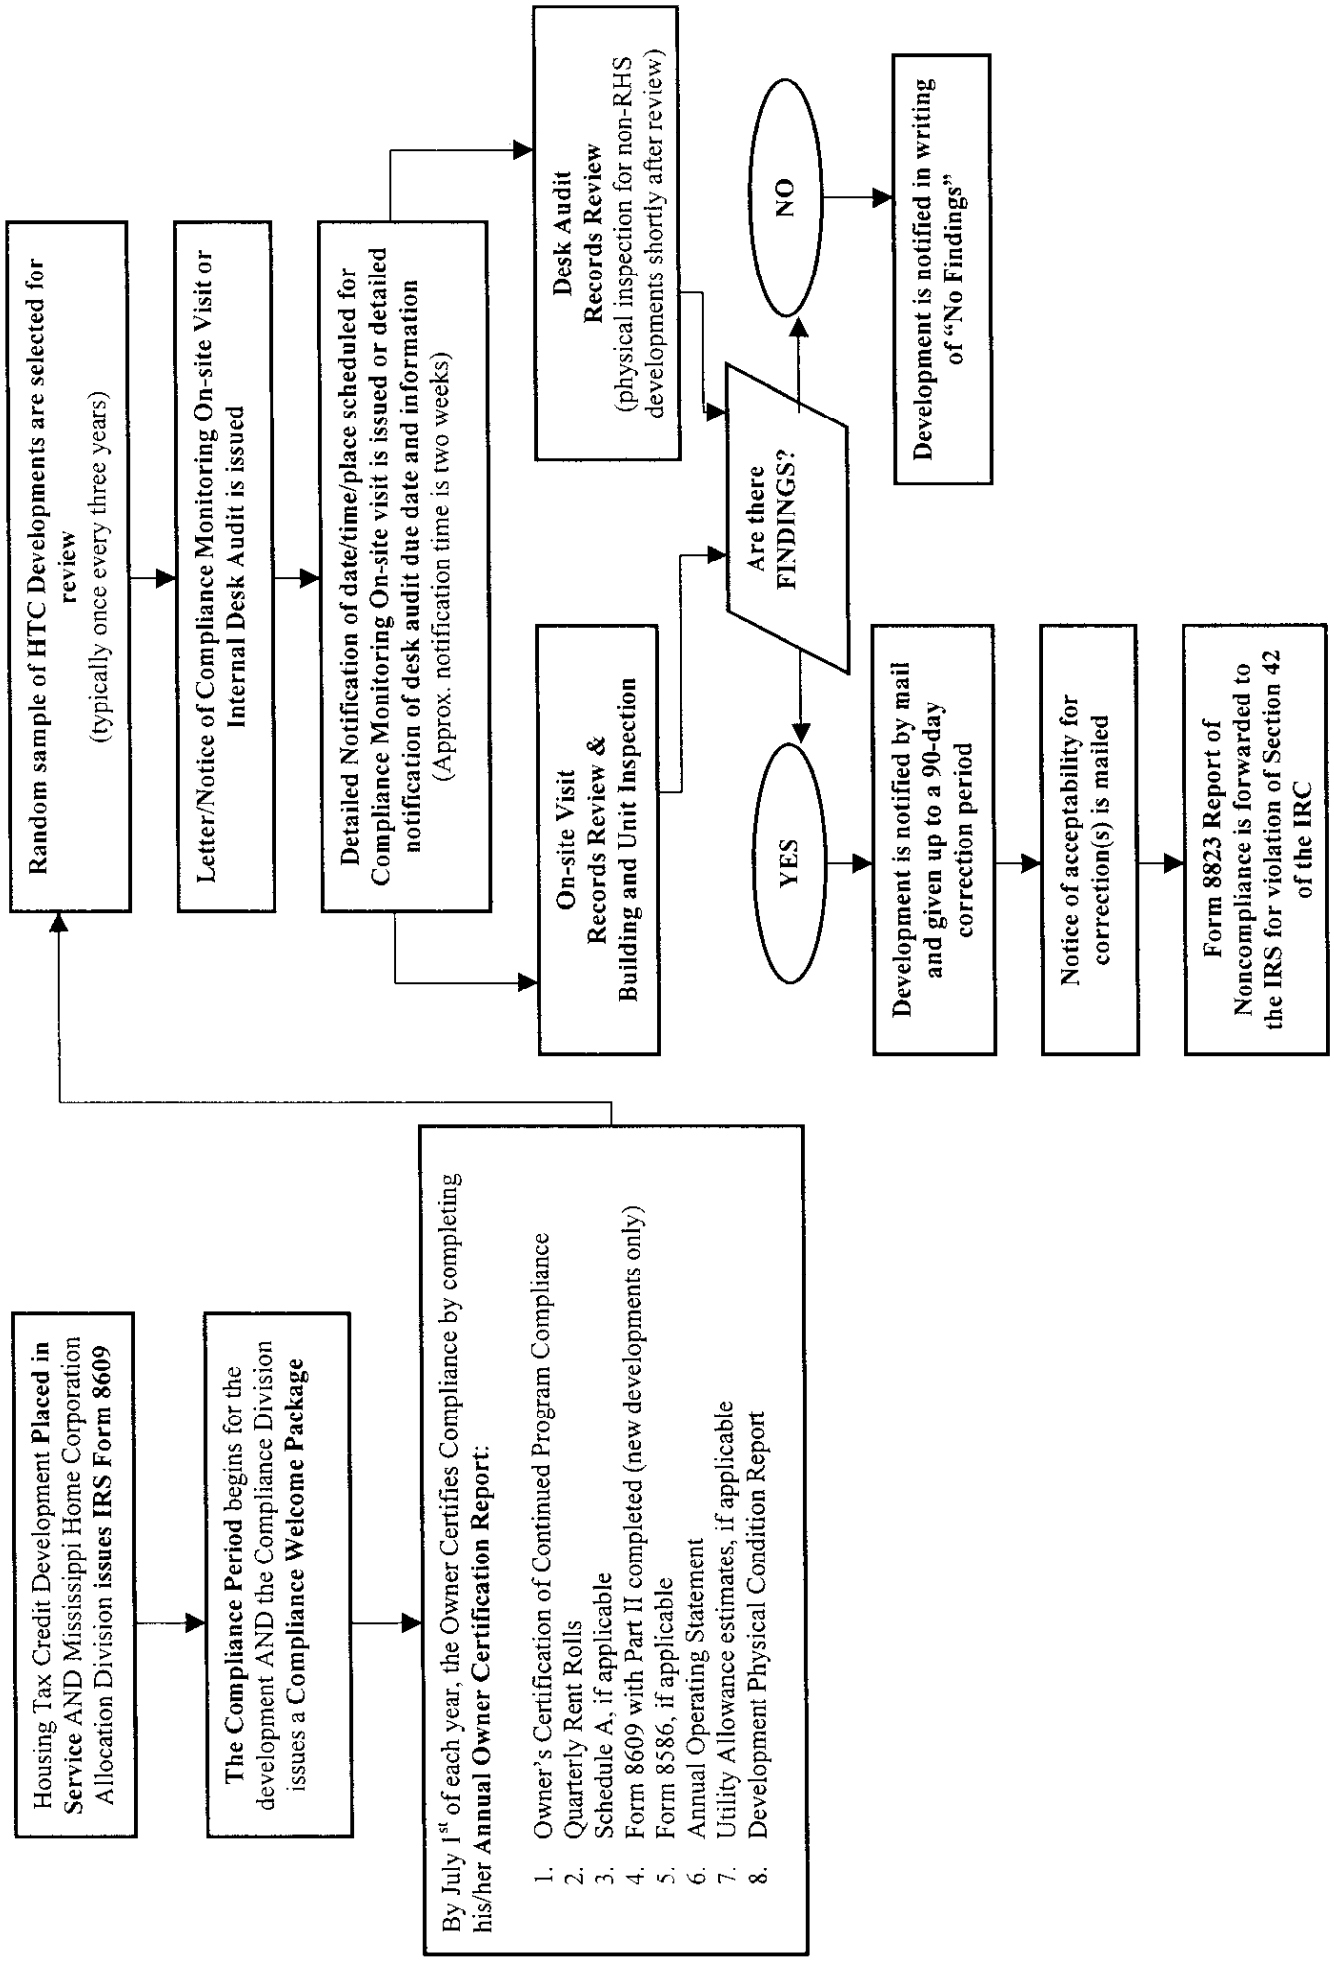 Housing Tax Credit Development Placed in
Service AND Mississippi Home Corporation
Allocation Division issues IRS Form 8609
The Compliance Period begins for the
development AND the Compliance Division
issues a Compliance Welcome Package
By July 1st of each year, the Owner Certifies Compliance by completing
his/her Annual Owner Certification Report:
1. Owner's Certification of Continued Program Compliance
2. Quarterly Rent Rolls
3. Schedule A, if applicable
4. Form 8609 with Part II completed (new developments only)
5. Form 8586, if applicable
6. Annual Operating Statement
7. Utility Allowance estimates, if applicable
8. Development Physical Condition Report
Random sample of HTC Developments are selected for
review
(typically once every three years)
Letter/Notice of Compliance Monitoring On-site Visit or
Internal Desk Audit is issued
Detailed Notification of date/time/place scheduled for
Compliance Monitoring On-site visit is issued or detailed
notification of desk audit due date and information
(Approx. notification time is two weeks)
On-site Visit
Records Review &
Building and Unit Inspection
Desk Audit
Records Review
(physical inspection for non-RHS
developments shortly after review)
Are there
FINDINGS?
YES
NO
Development is notified by mail
and given up to a 90-day
correction period
Notice of acceptability for
correction(s) is mailed
Form 8823 Report of
Noncompliance is forwarded to
the IRS for violation of Section 42
of the IRC
Development is notified in writing
of “No Findings”